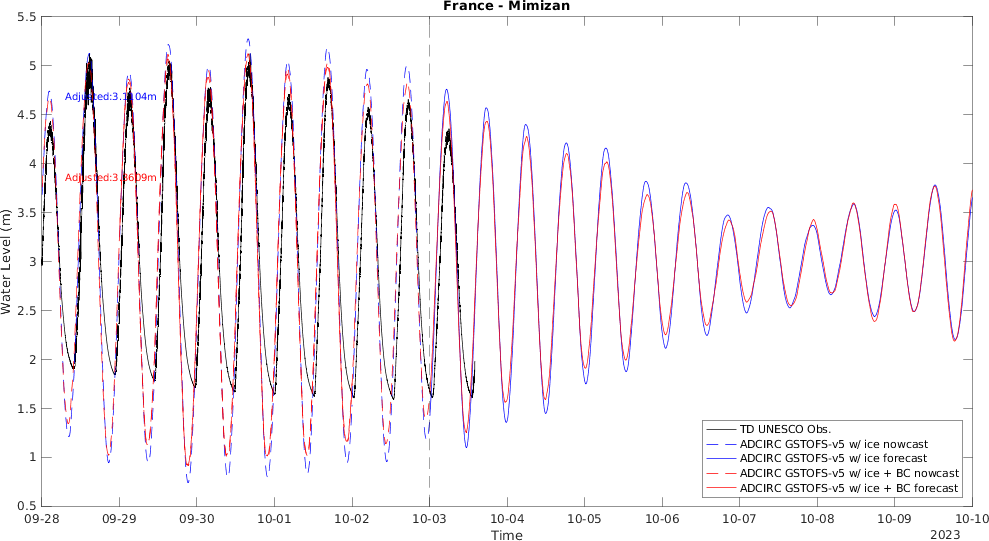 France - Mimizan
Water Level (m)
5.5
5
4.5
4
3.5
3
2.5
2
1.5
1
0.5
TD UNESCO Obs.
ADCIRC GSTOFS-v5 w/ ice nowcast
ADCIRC GSTOFS-v5 w/ ice forecast
ADCIRC GSTOFS-v5 w/ ice + BC nowcast
ADCIRC GSTOFS-v5 w/ ice + BC forecast
09-28 09-29 09-30 10-01 10-02 10-03 10-04 10-05 10-06 10-07 10-08 10-09 10-10
Time
2023